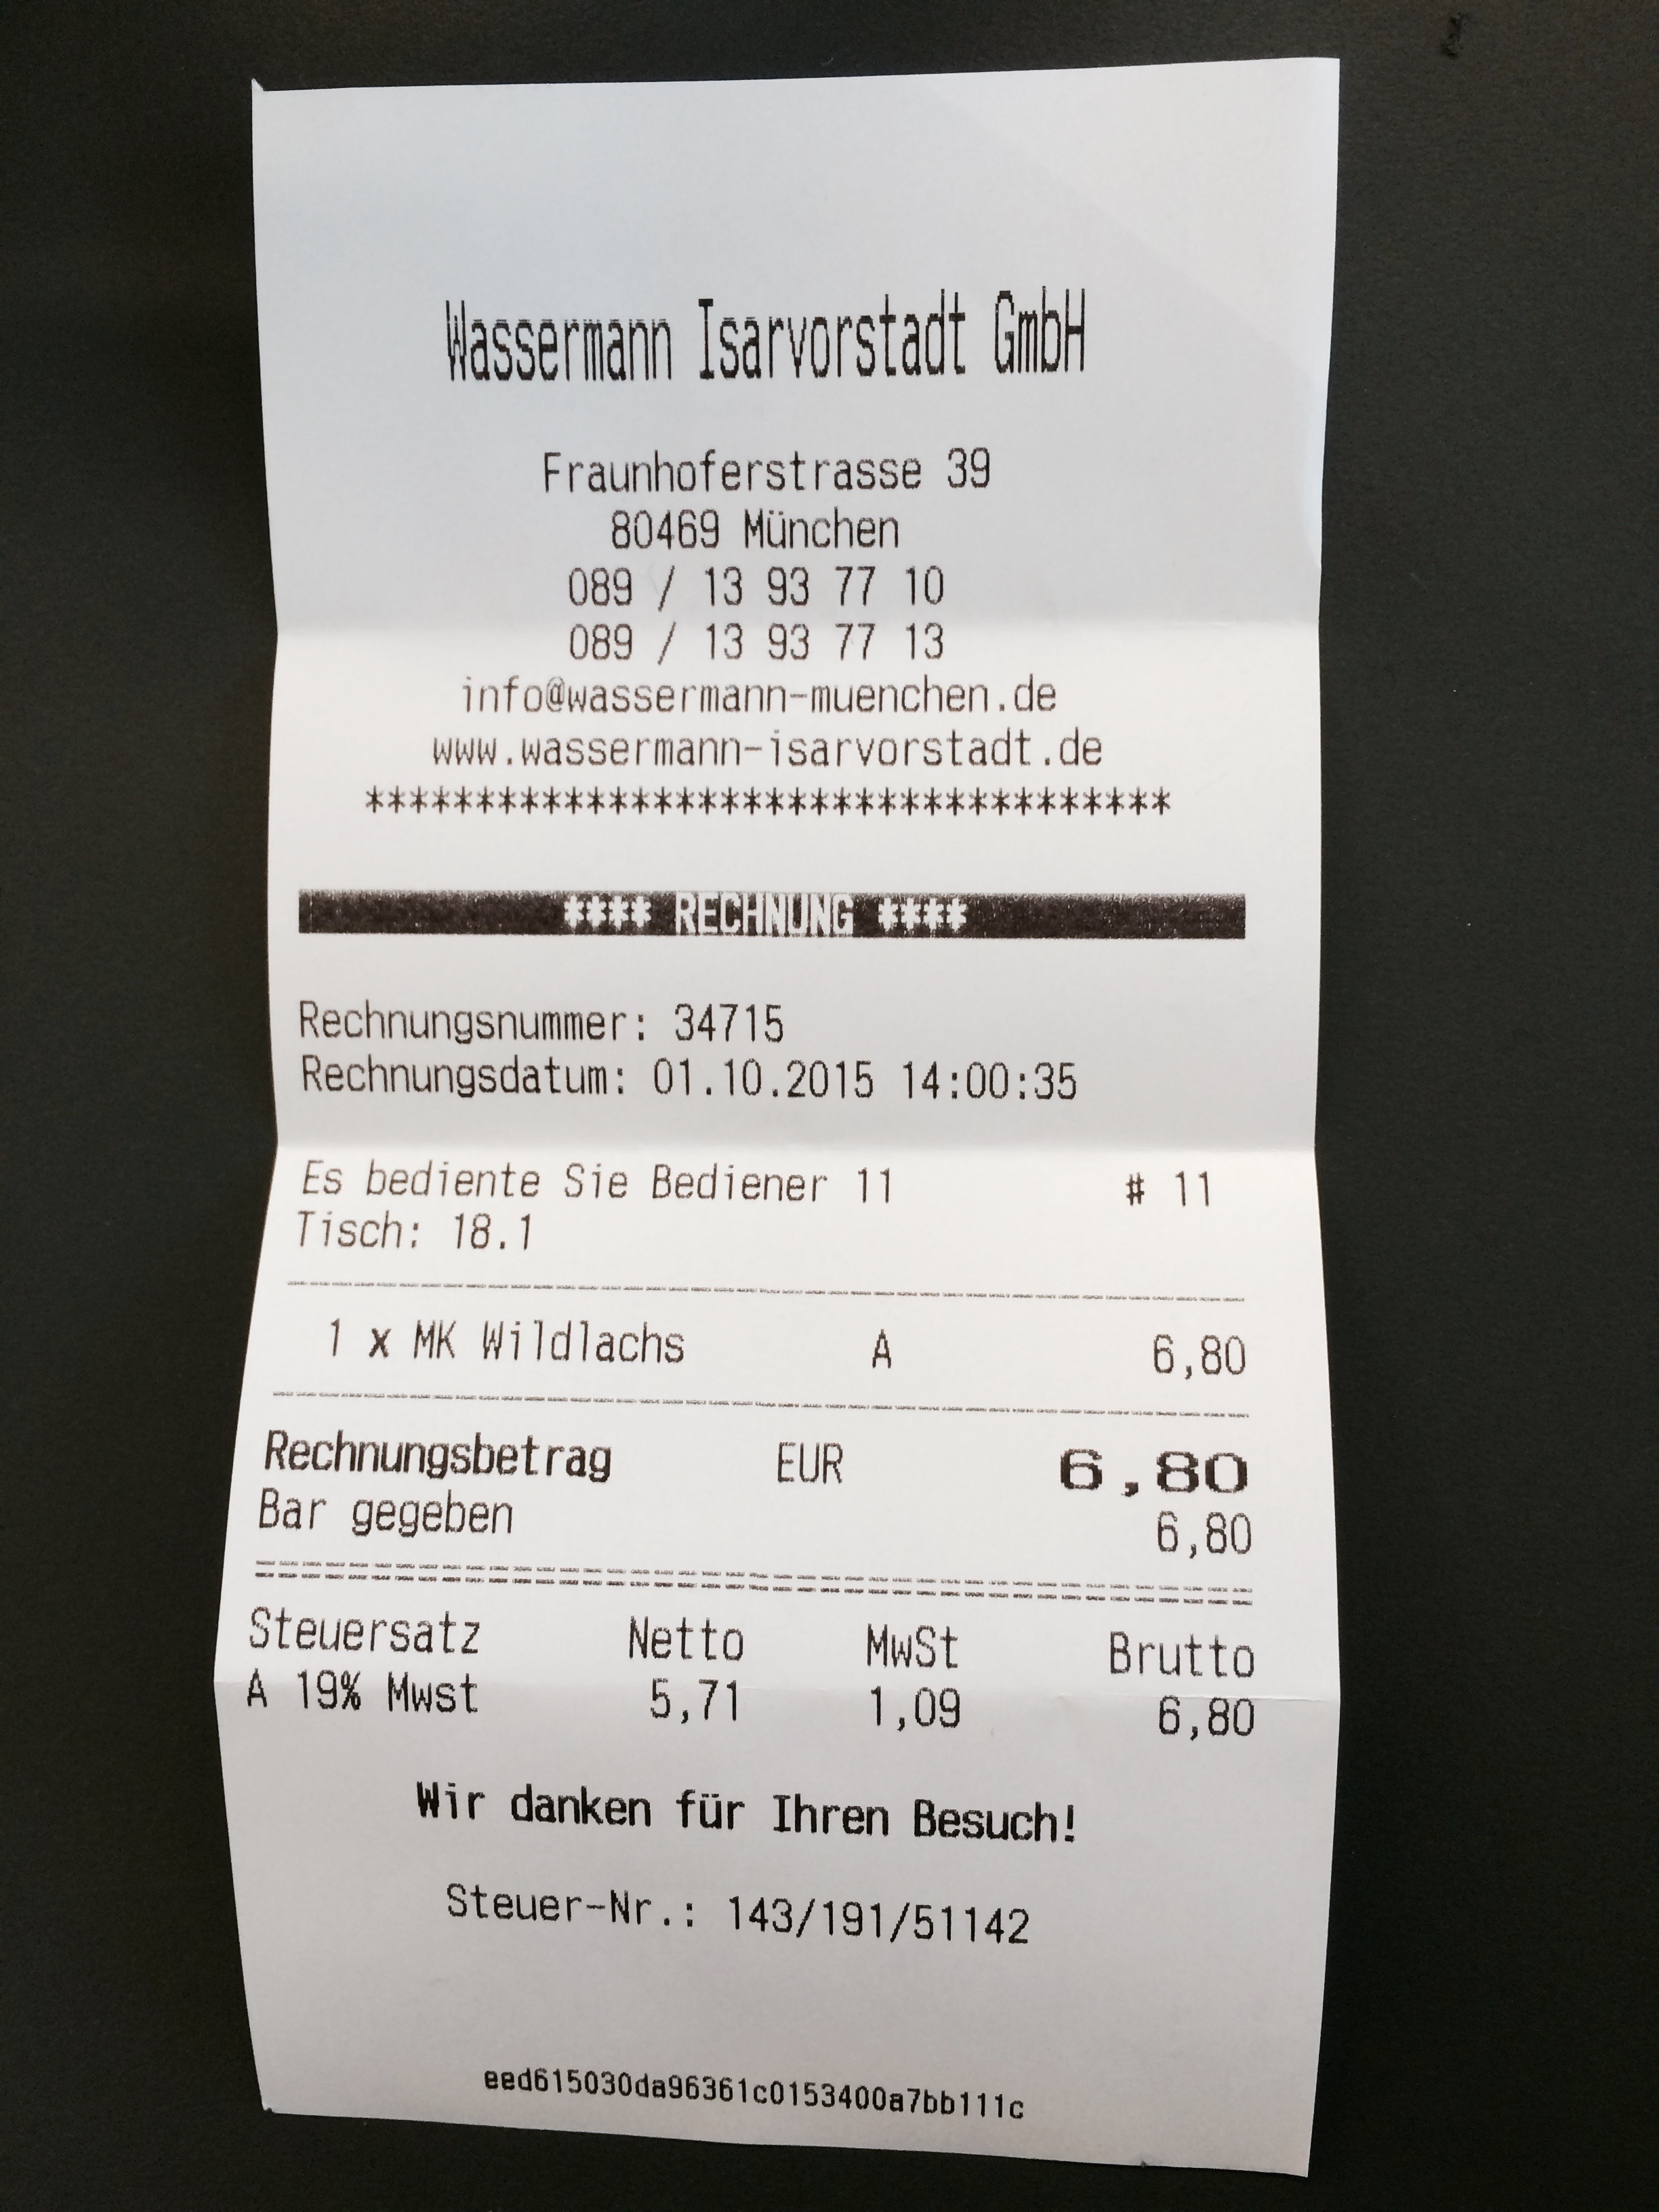 Wassermann Isarvorstadt GmbH
Fraunhoferstrasse 39
80469 München
089 / 13 93 77 10
089 / 13 93 77 13
info@wassermann-muenchen.de
www.wassermann-isarvorstadt.de
*************************************
**** RECHNUNG ****
Rechnungsnummer: 34715
Rechnungsdatum: 01.10.2015 14:00:35
Es bediente Sie Bediener 11 # 11
Tisch: 18.1
1 x MK Wildlachs A 6,80
Rechnungsbetrag EUR 6,80
Bar gegeben 6,80
Steuersatz Netto MwSt Brutto
A 19% Mwst 5,71 1,09 6,80
Wir danken für Ihren Besuch!
Steuer-Nr.: 143/191/51142
eed615030da96361c0153400a7bb111c